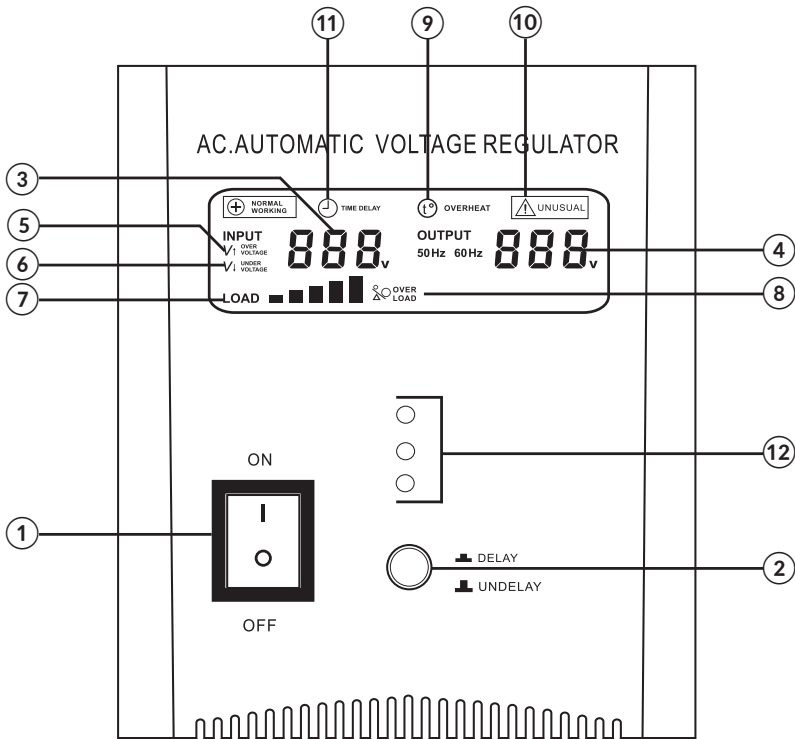 11 9 10
AC.AUTOMATIC VOLTAGE REGULATOR
3
NORMAL WORKING TIME DELAY t° OVERHEAT UNUSUAL
5
INPUT
V↑ OVER VOLTAGE
888v
OUTPUT
50Hz 60Hz
888v
4
6
V↓ UNDER VOLTAGE
7
LOAD
OVER LOAD
8
12
ON
1
I
O
OFF
DELAY
UNDELAY
2